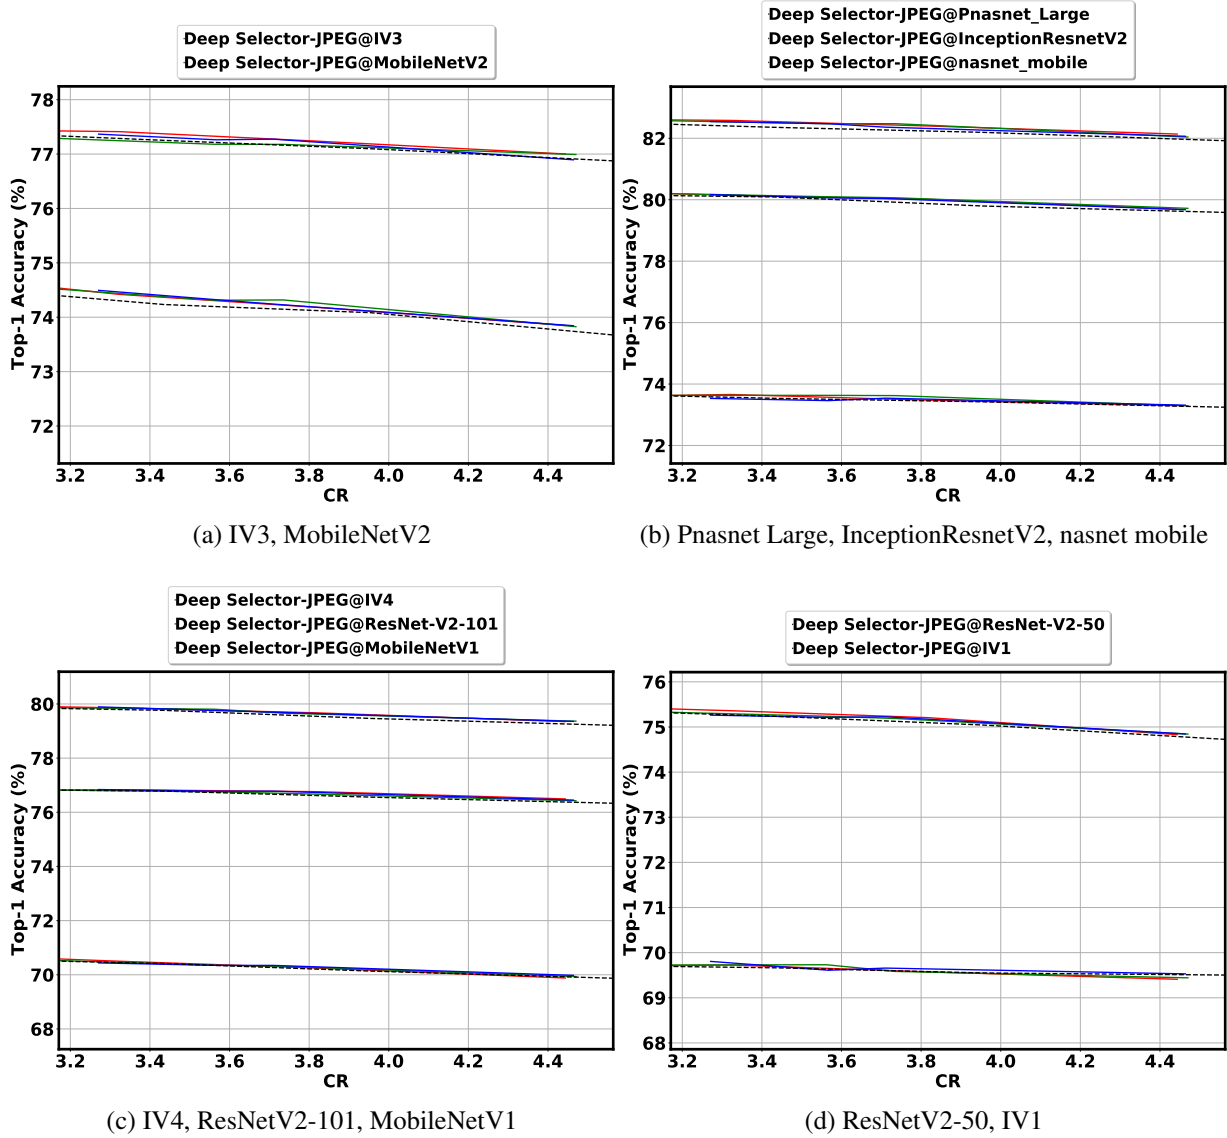 Deep Selector-JPEG@IV3
Deep Selector-JPEG@MobileNetV2
78
77
76
75
74
73
72
Top-1 Accuracy (%)
3.2 3.4 3.6 3.8 4.0 4.2 4.4
CR
(a) IV3, MobileNetV2
Deep Selector-JPEG@Pnasnet_Large
Deep Selector-JPEG@InceptionResnetV2
Deep Selector-JPEG@nasnet_mobile
82
80
78
76
74
72
Top-1 Accuracy (%)
3.2 3.4 3.6 3.8 4.0 4.2 4.4
CR
(b) Pnasnet Large, InceptionResnetV2, nasnet mobile
Deep Selector-JPEG@IV4
Deep Selector-JPEG@ResNet-V2-101
Deep Selector-JPEG@MobileNetV1
80
78
76
74
72
70
68
Top-1 Accuracy (%)
3.2 3.4 3.6 3.8 4.0 4.2 4.4
CR
(c) IV4, ResNetV2-101, MobileNetV1
Deep Selector-JPEG@ResNet-V2-50
Deep Selector-JPEG@IV1
76
75
74
73
72
71
70
69
68
Top-1 Accuracy (%)
3.2 3.4 3.6 3.8 4.0 4.2 4.4
CR
(d) ResNetV2-50, IV1